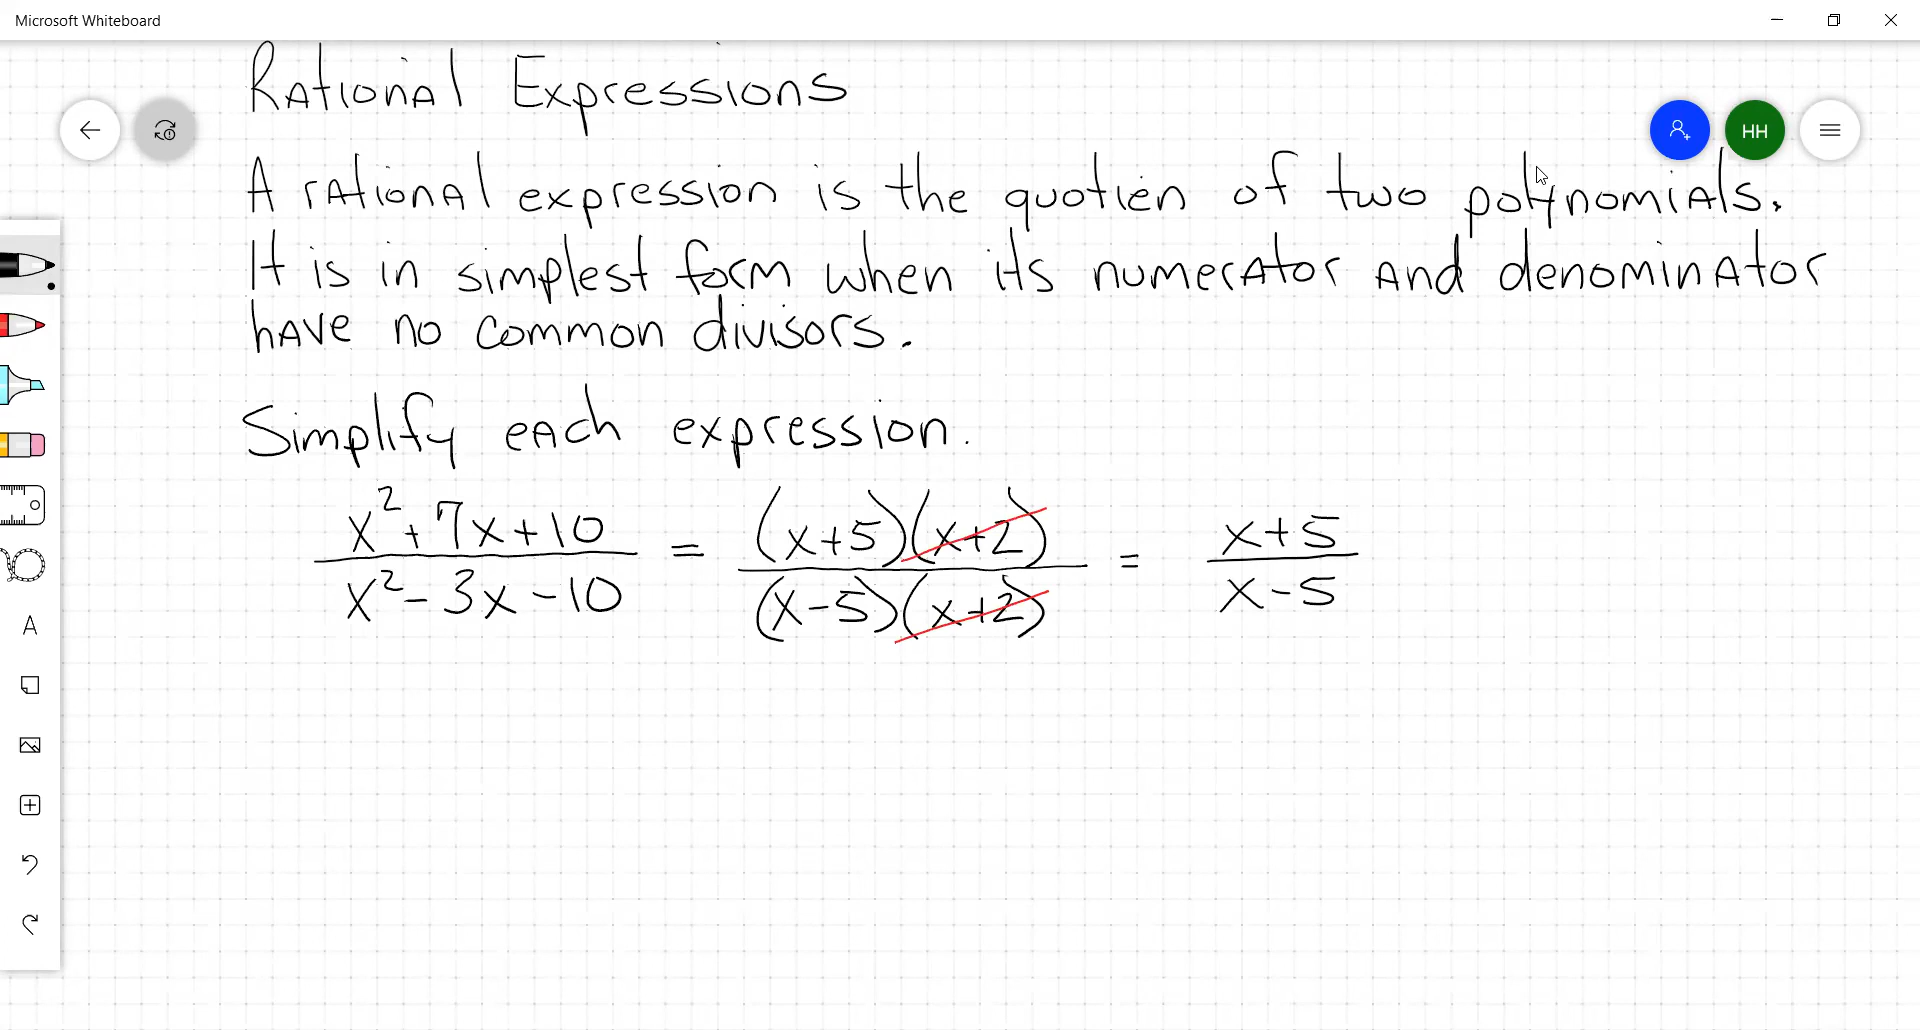 Microsoft Whiteboard
Rational Expressions
HH
A rational expression is the quotien of two polynomials.
It is in simplest form when its numerator and denominator
have no common divisors.
Simplify each expression.
x²+7x+10 / x²-3x-10 = (x+5)(x+2) / (x-5)(x+2) = x+5 / x-5
A